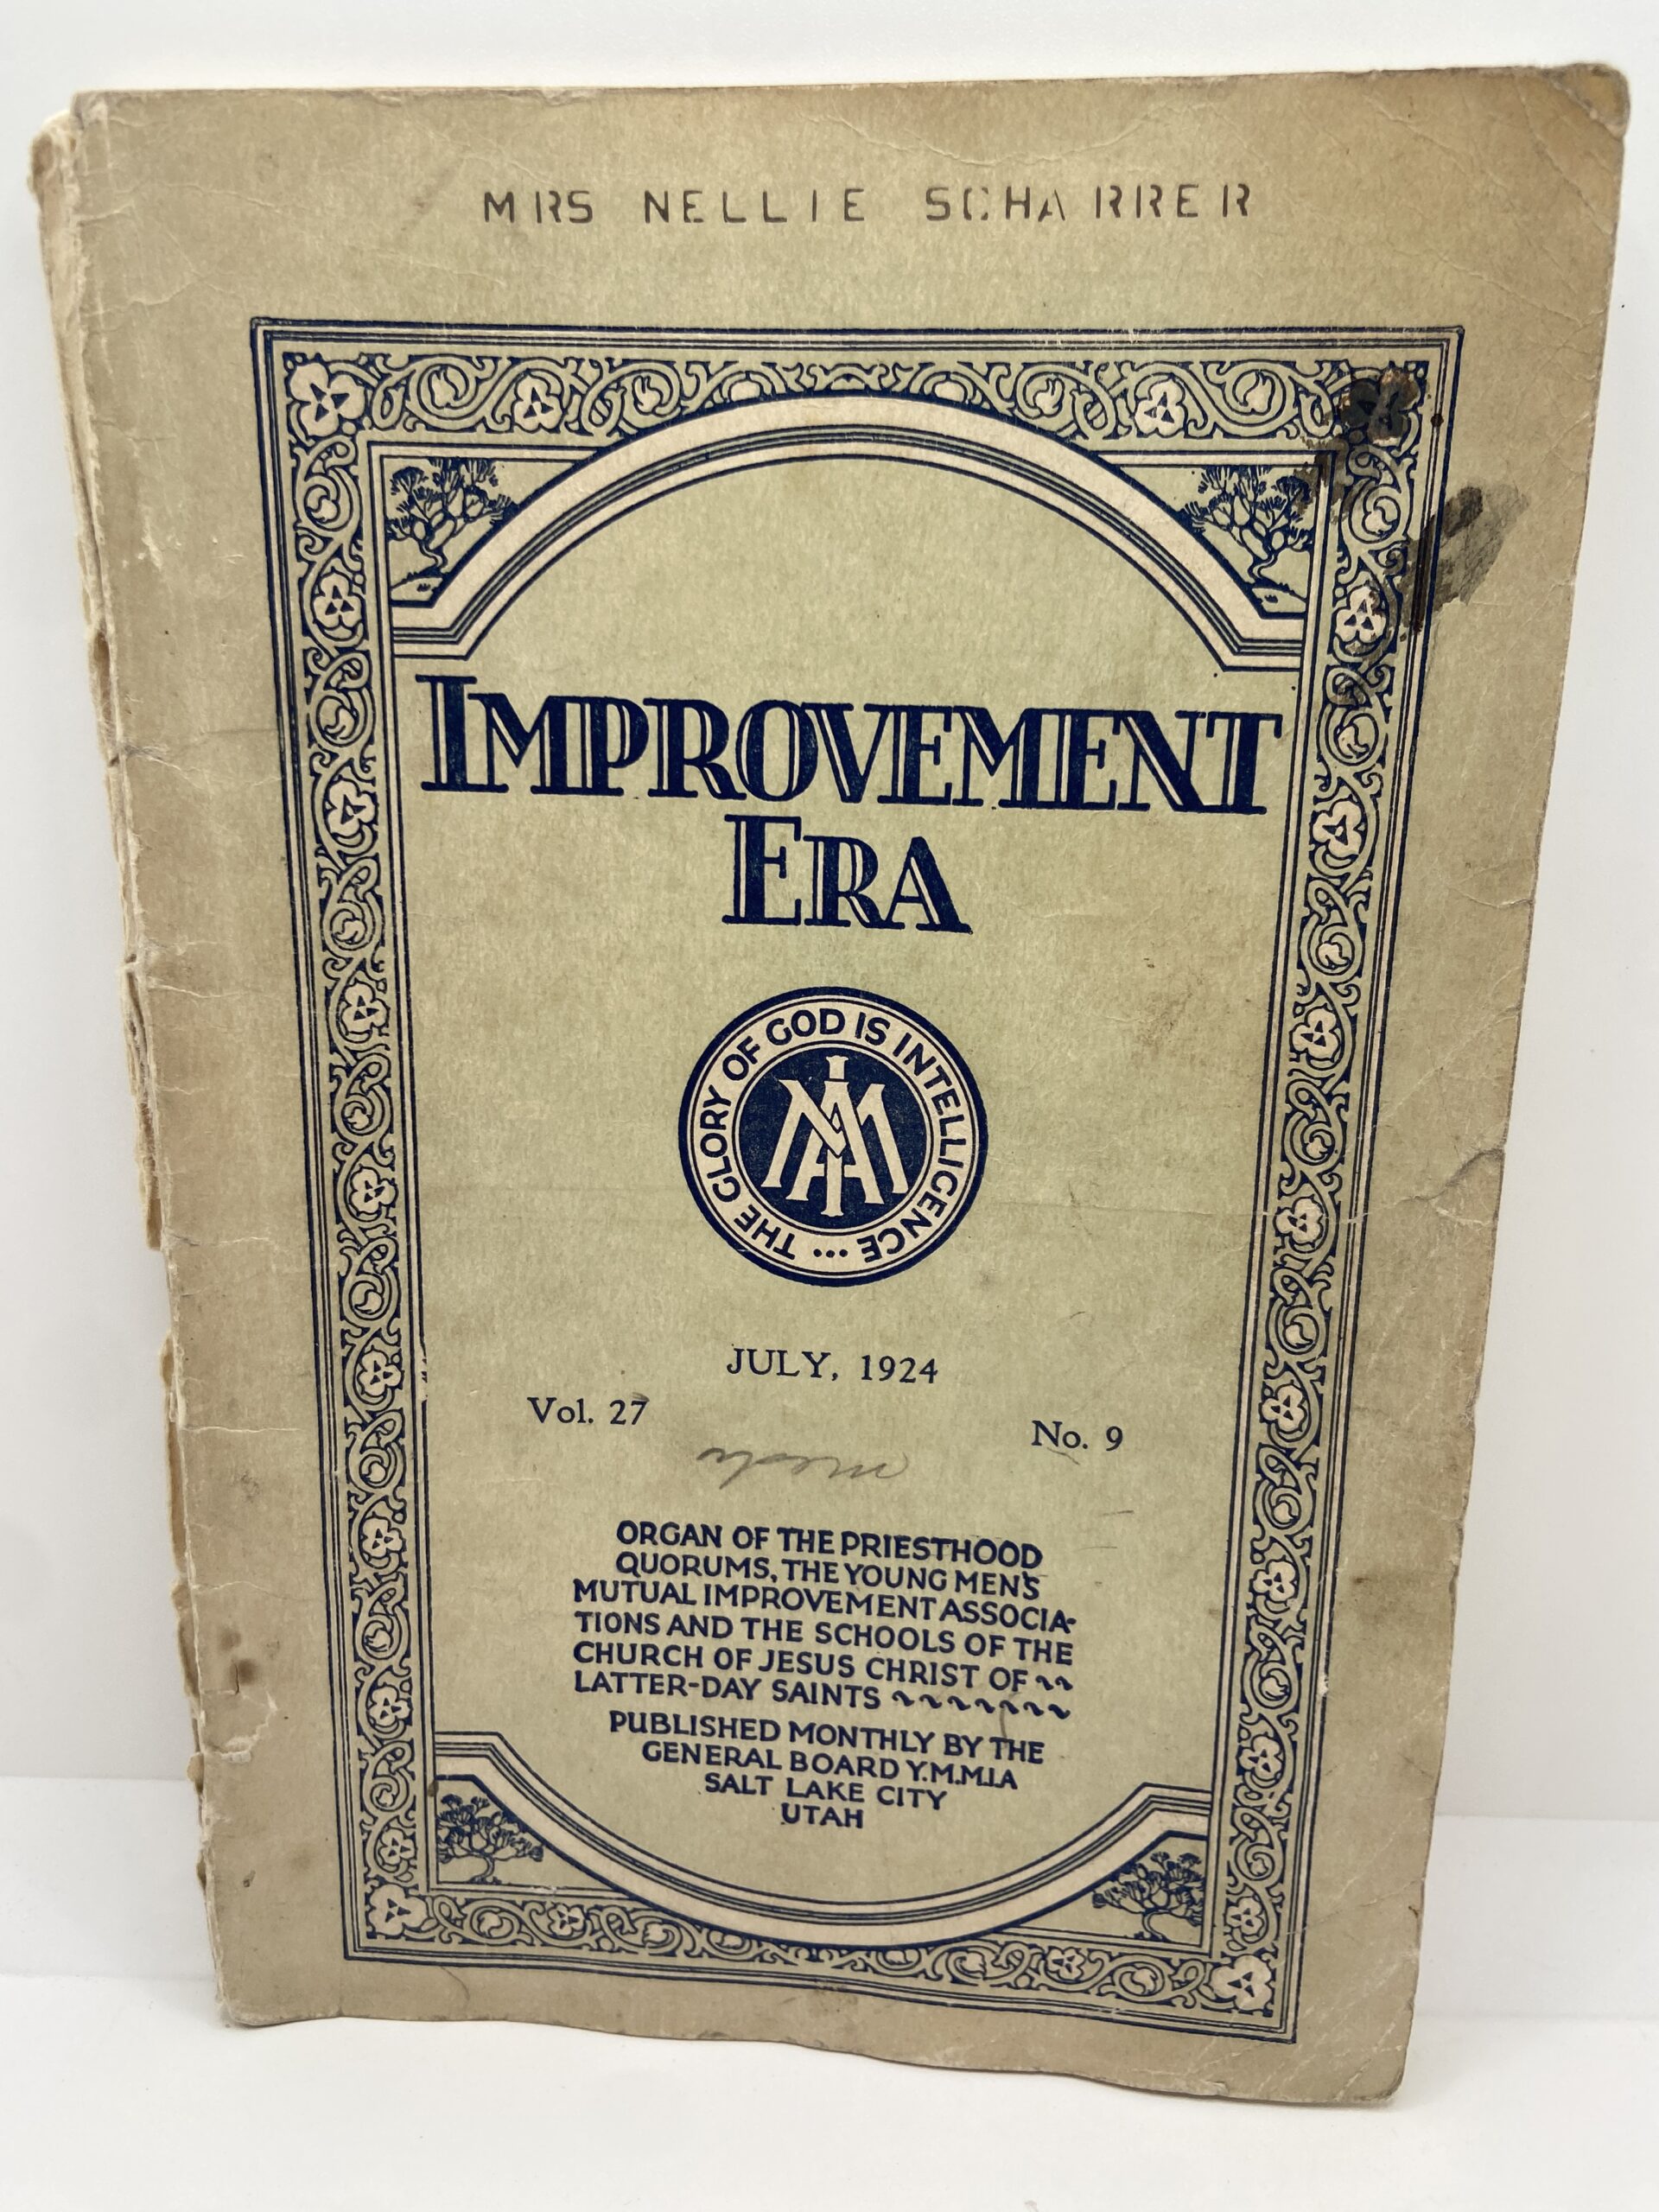 MRS NELLIE SCHARRER
IMPROVEMENT
ERA
THE GLORY OF GOD IS INTELLIGENCE ...
YMMIA
JULY, 1924
Vol. 27
No. 9
ORGAN OF THE PRIESTHOOD
QUORUMS, THE YOUNG MEN'S
MUTUAL IMPROVEMENT ASSOCIA-
TIONS AND THE SCHOOLS OF THE
CHURCH OF JESUS CHRIST OF ~~
LATTER-DAY SAINTS ~~~~~~~
PUBLISHED MONTHLY BY THE
GENERAL BOARD Y.M.M.I.A
SALT LAKE CITY
UTAH